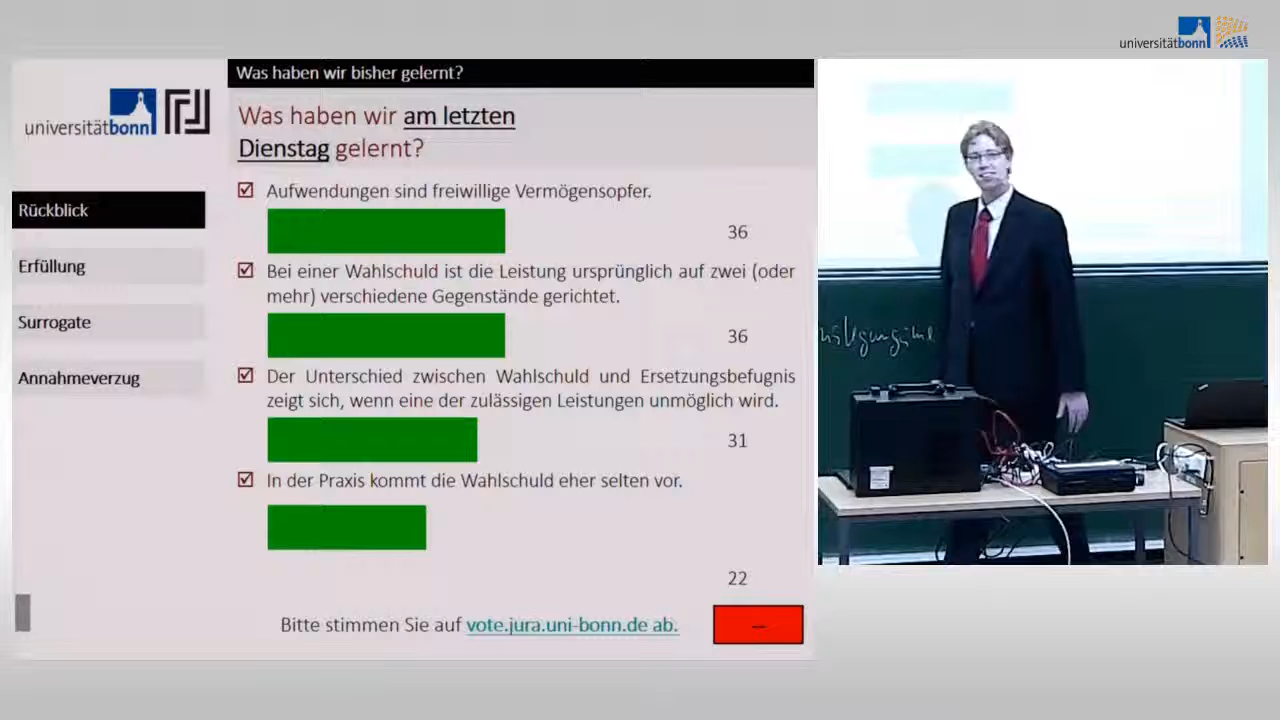 universitätbonn
Was haben wir bisher gelernt?
universitätbonn
Was haben wir am letzten
Dienstag gelernt?
Rückblick
Erfüllung
Surrogate
Annahmeverzug
Aufwendungen sind freiwillige Vermögensopfer.
36
Bei einer Wahlschuld ist die Leistung ursprünglich auf zwei (oder
mehr) verschiedene Gegenstände gerichtet.
36
Der Unterschied zwischen Wahlschuld und Ersetzungsbefugnis
zeigt sich, wenn eine der zulässigen Leistungen unmöglich wird.
31
In der Praxis kommt die Wahlschuld eher selten vor.
22
Bitte stimmen Sie auf vote.jura.uni-bonn.de ab.